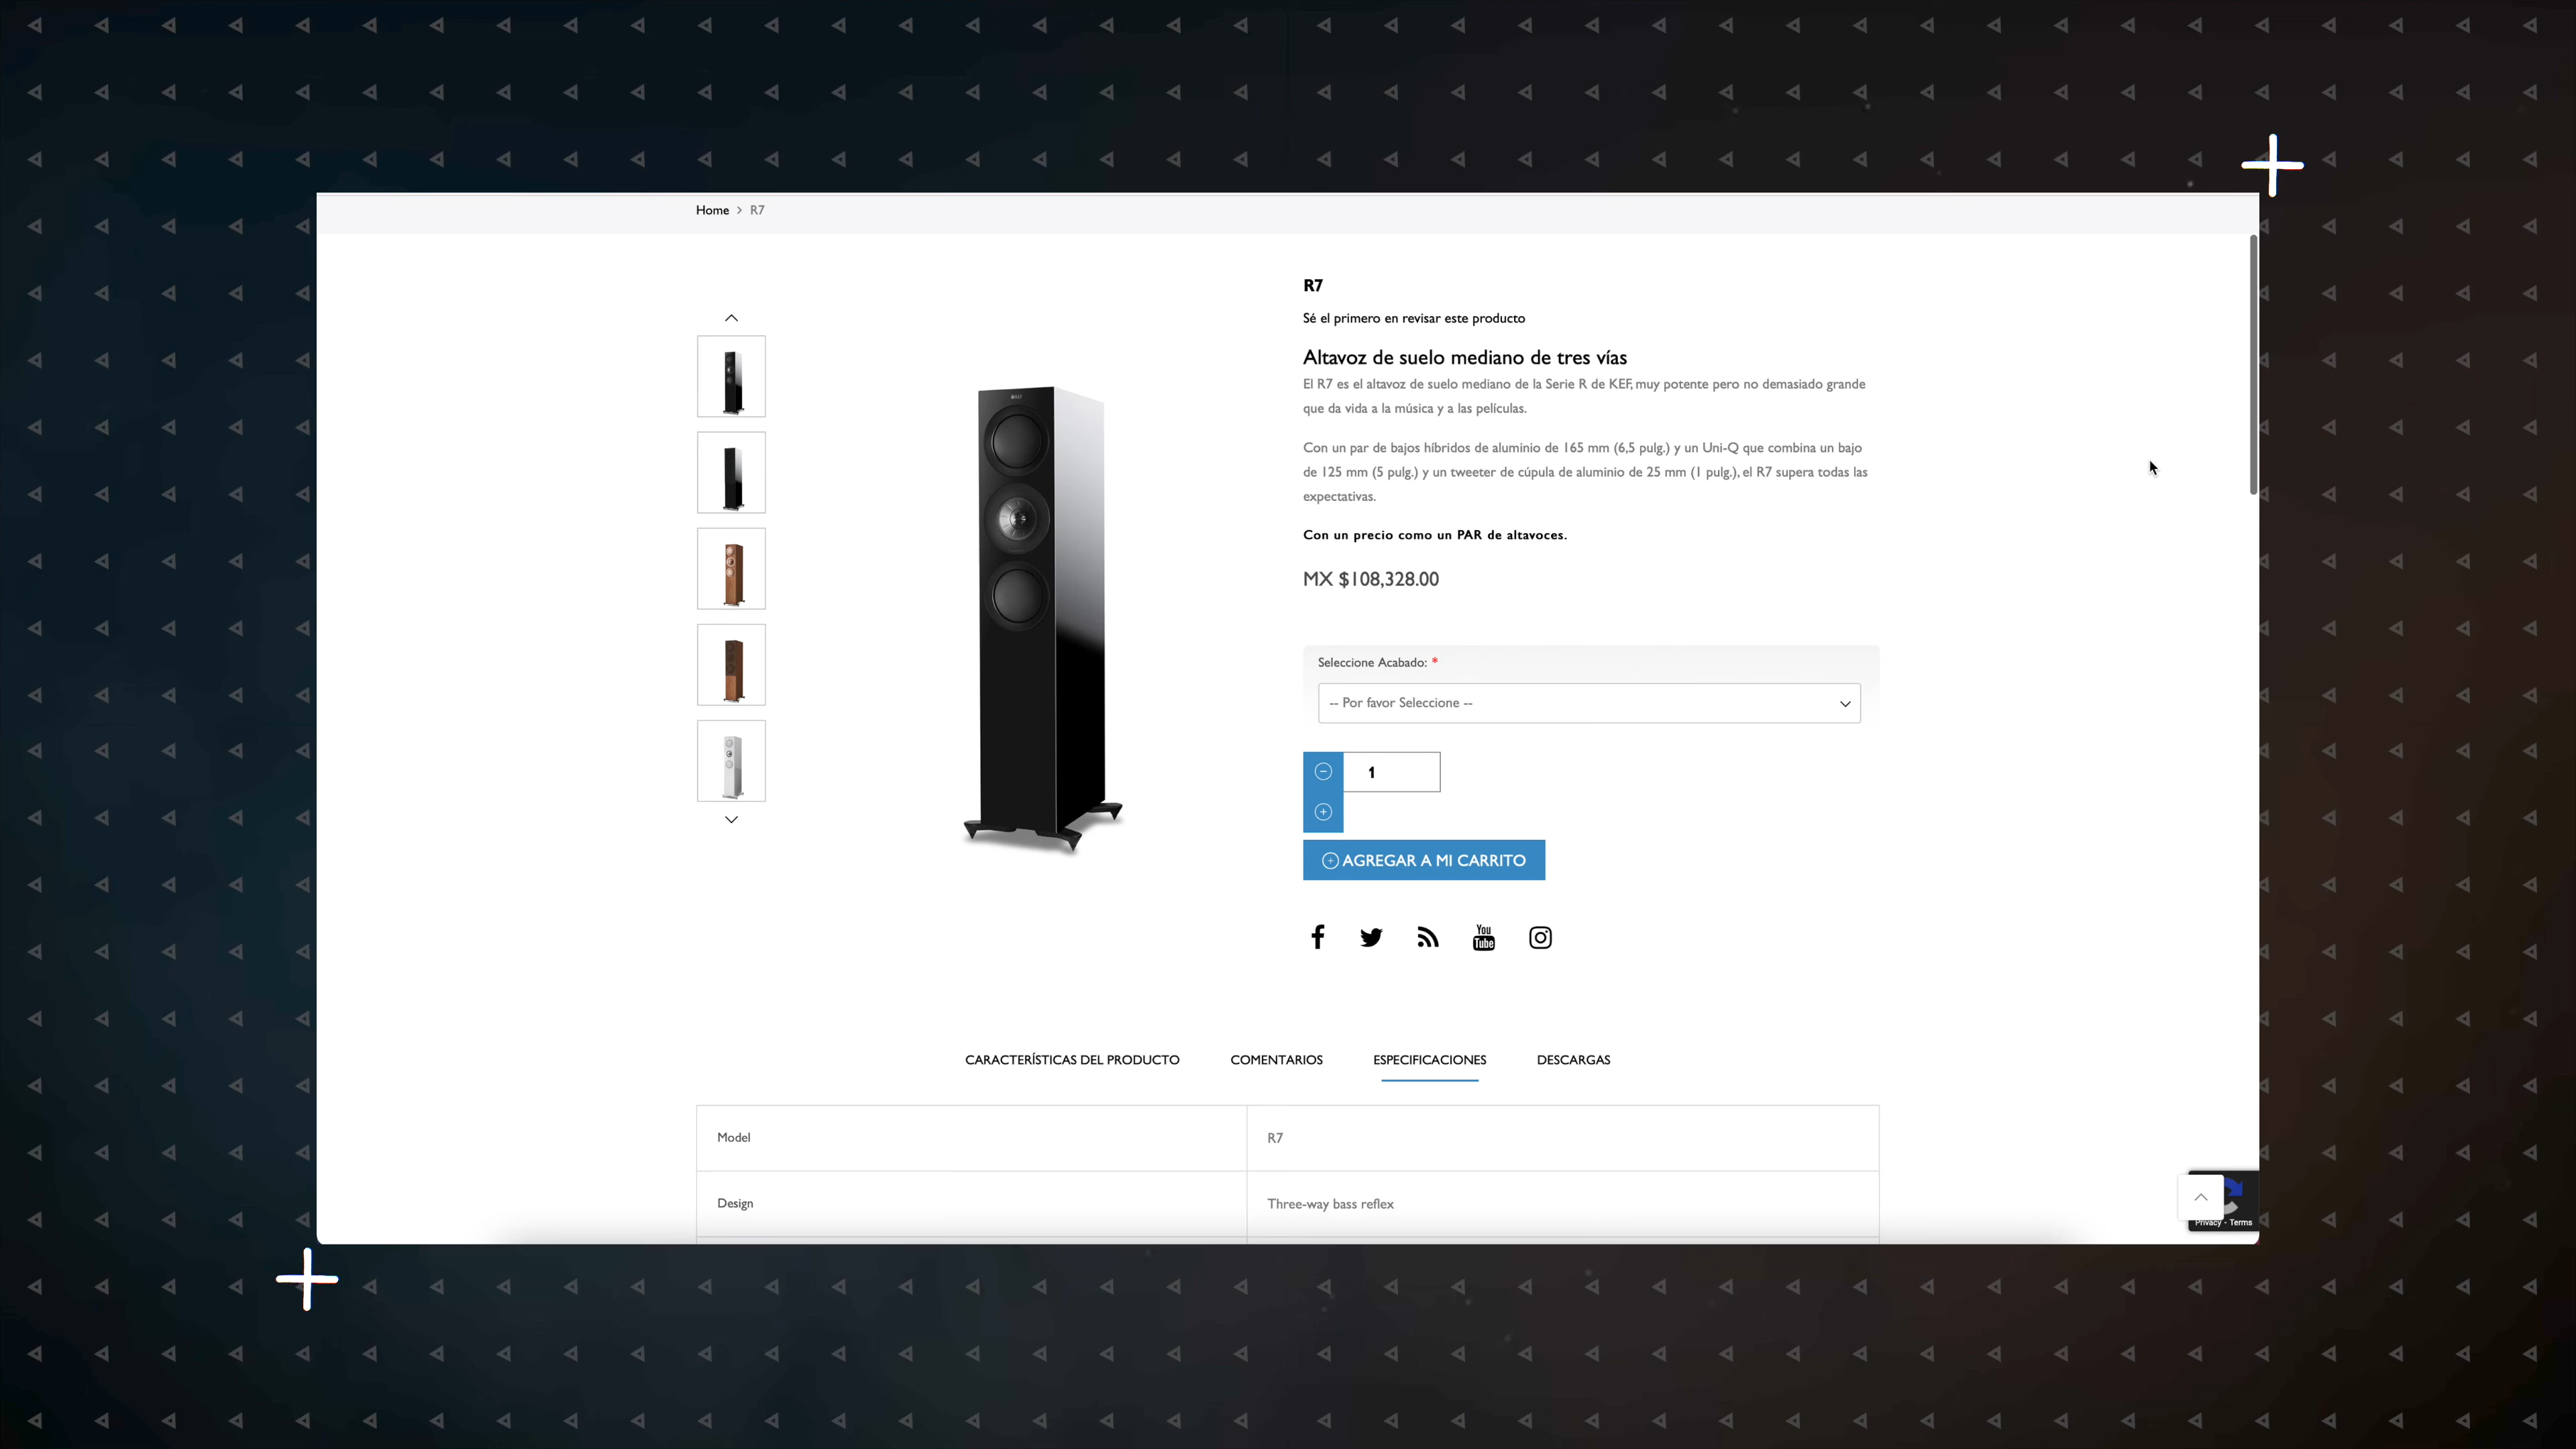 Home > R7
R7
Sé el primero en revisar este producto
Altavoz de suelo mediano de tres vías
El R7 es el altavoz de suelo mediano de la Serie R de KEF, muy potente pero no demasiado grande
que da vida a la música y a las películas.
Con un par de bajos híbridos de aluminio de 165 mm (6,5 pulg.) y un Uni-Q que combina un bajo
de 125 mm (5 pulg.) y un tweeter de cúpula de aluminio de 25 mm (1 pulg.), el R7 supera todas las
expectativas.
Con un precio como un PAR de altavoces.
MX $108,328.00
Seleccione Acabado: *
-- Por favor Seleccione --
1
AGREGAR A MI CARRITO
You
Tube
CARACTERÍSTICAS DEL PRODUCTO
COMENTARIOS
ESPECIFICACIONES
DESCARGAS
Model
R7
Design
Three-way bass reflex
Privacy - Terms